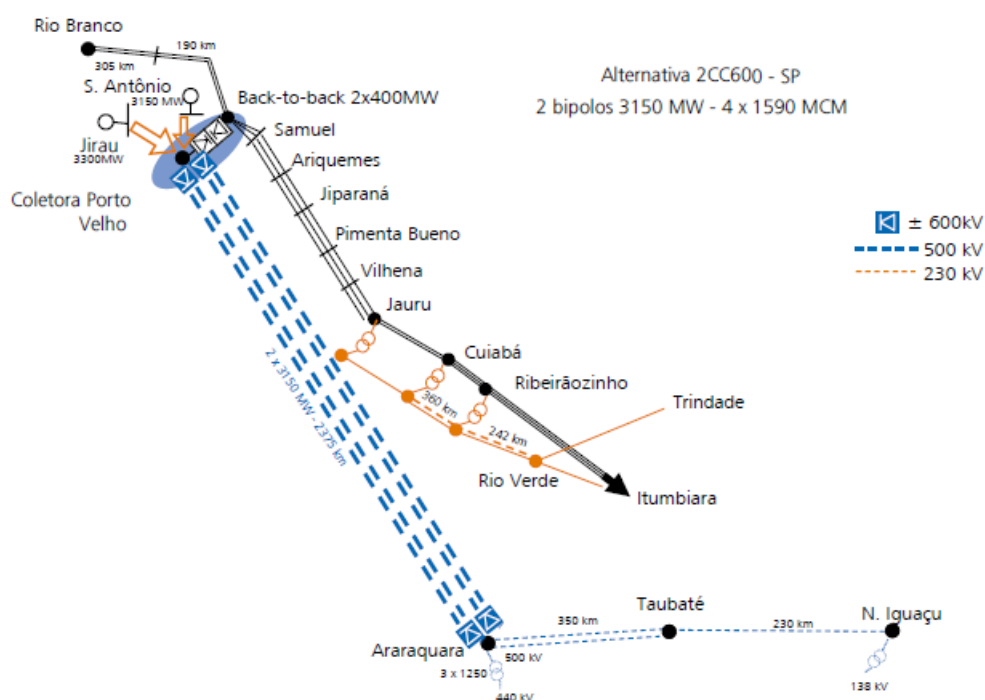 Rio Branco
190 km
305 km
Alternativa 2CC600 - SP
2 bipolos 3150 MW - 4 x 1590 MCM
S. Antônio
3150 MW
Back-to-back 2x400MW
Jirau
3300MW
Samuel
Ariquemes
Coletora Porto
Velho
Jiparaná
Pimenta Bueno
Vilhena
Jauru
± 600kV
500 kV
230 kV
Cuiabá
Ribeirãozinho
360 km
Trindade
242 km
Rio Verde
Itumbiara
2 x 3150 MW - 2375 km
Araraquara
500 kV
3 x 1250
440 kV
350 km
Taubaté
230 km
N. Iguaçu
138 kV